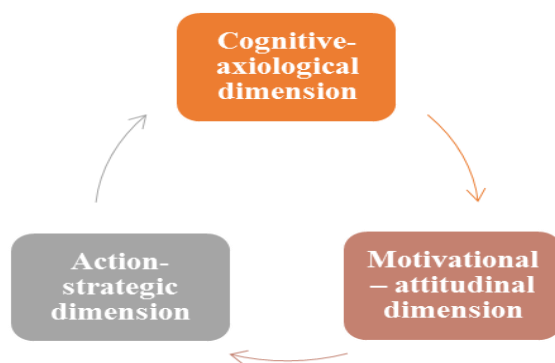 Cognitive-
axiological
dimension
Action-
strategic
dimension
Motivational
– attitudinal
dimension